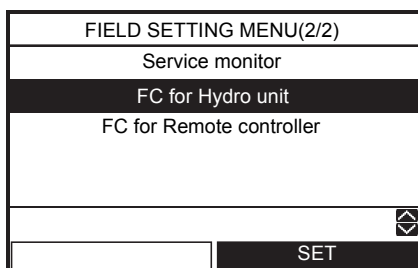 FIELD SETTING MENU(2/2)
Service monitor
FC for Hydro unit
FC for Remote controller
SET